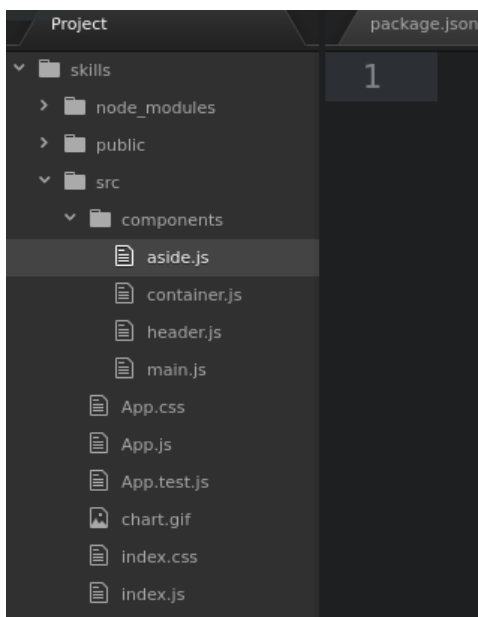 Project
package.json
skills
1
node_modules
public
src
components
aside.js
container.js
header.js
main.js
App.css
App.js
App.test.js
chart.gif
index.css
index.js